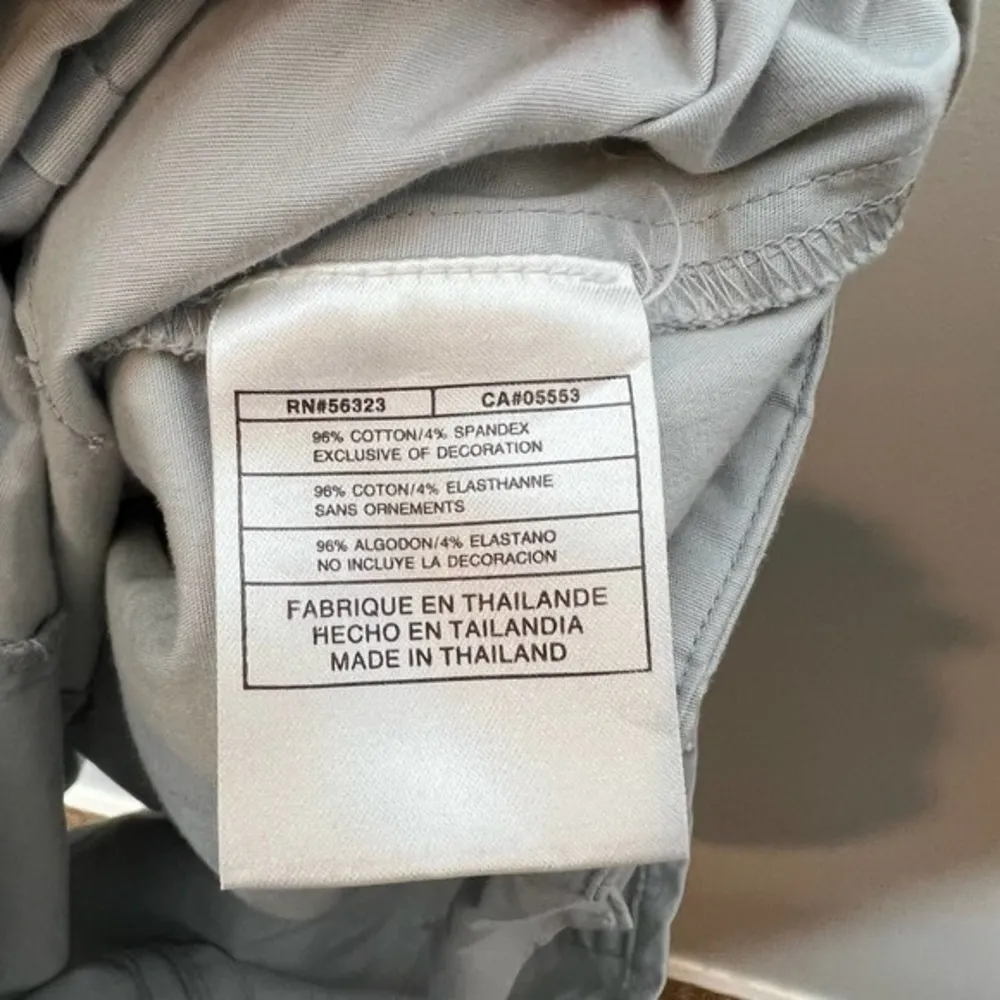 RN#56323 CA#05553
96% COTTON/4% SPANDEX
EXCLUSIVE OF DECORATION
96% COTON/4% ELASTHANNE
SANS ORNEMENTS
96% ALGODON/4% ELASTANO
NO INCLUYE LA DECORACION
FABRIQUE EN THAILANDE
HECHO EN TAILANDIA
MADE IN THAILAND